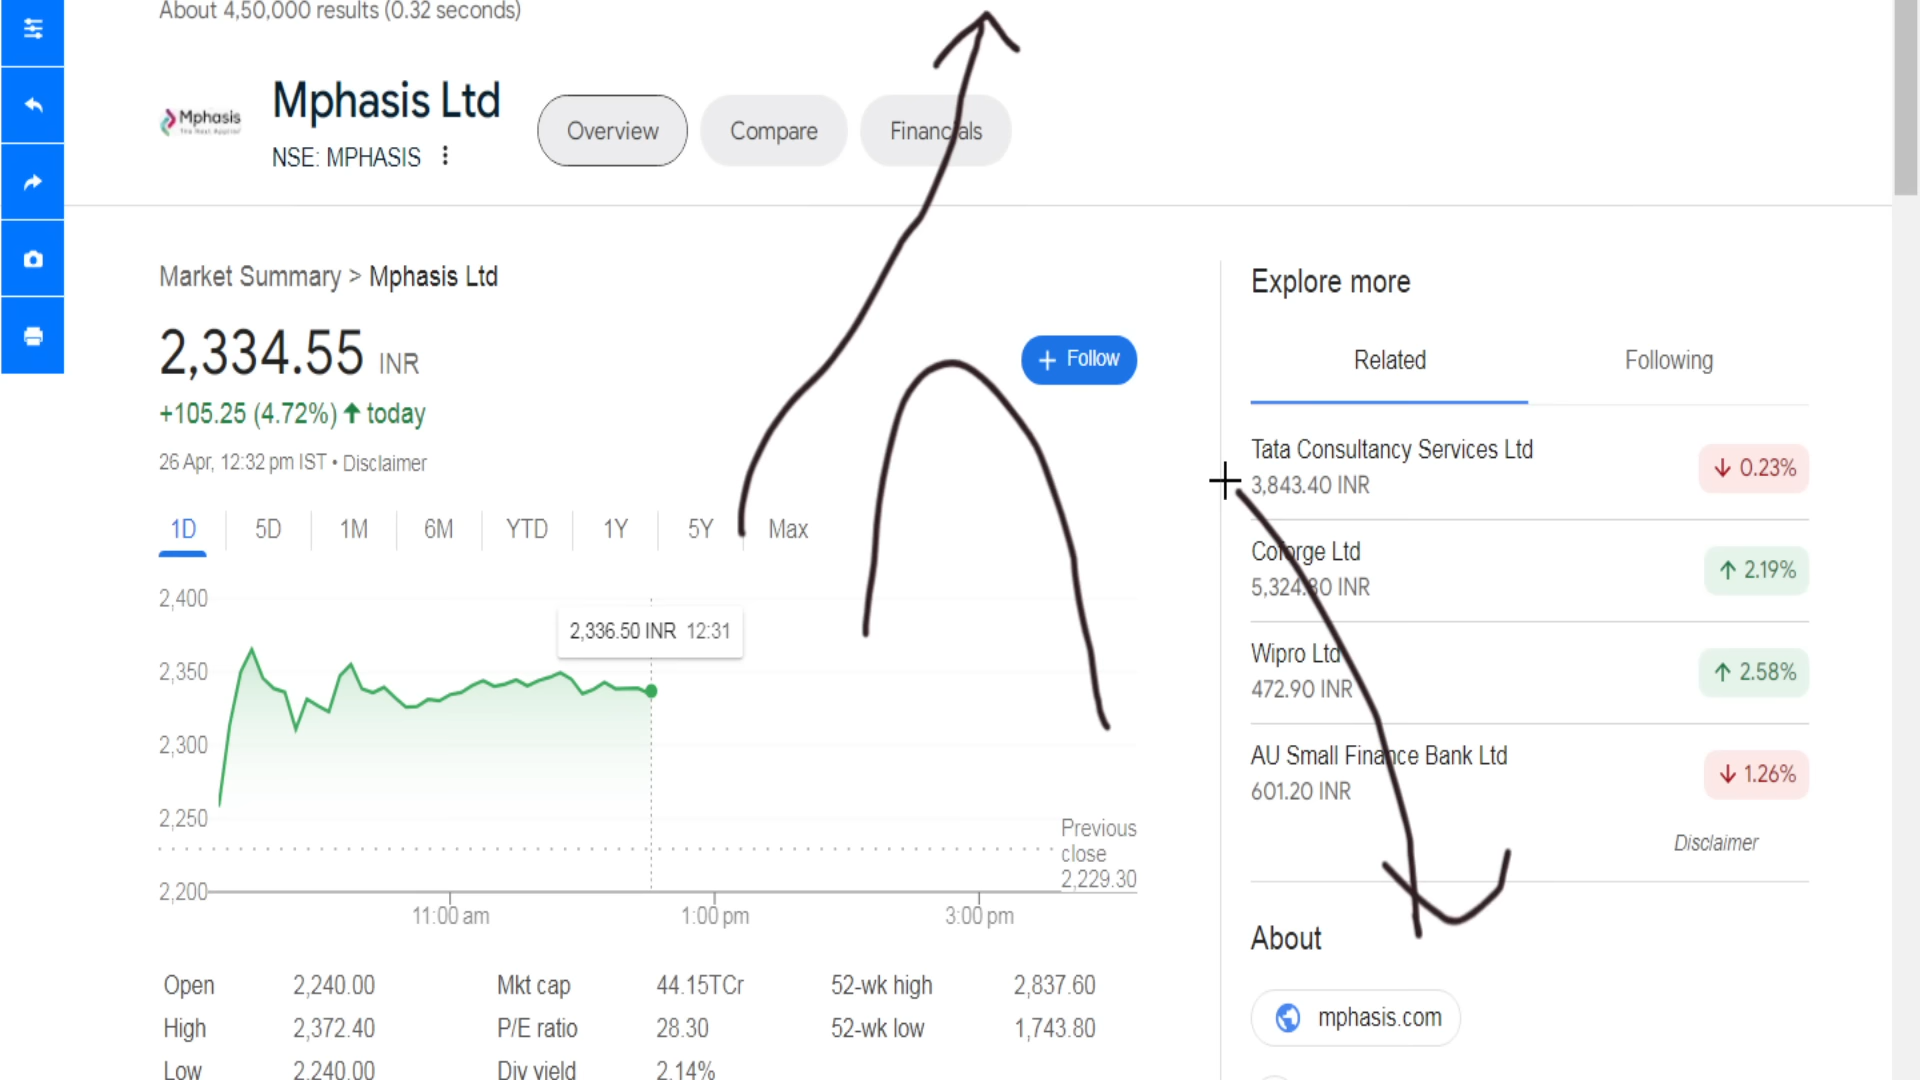 About 4,50,000 results (0.32 seconds)
Mphasis
The Next Applied
Mphasis Ltd
NSE: MPHASIS
Overview
Compare
Financials
Market Summary > Mphasis Ltd
2,334.55 INR
+105.25 (4.72%) ↑ today
26 Apr, 12:32 pm IST • Disclaimer
+ Follow
1D
5D
1M
6M
YTD
1Y
5Y
Max
2,400
2,350
2,300
2,250
2,200
2,336.50 INR 12:31
Previous
close
2,229.30
11:00 am
1:00 pm
3:00 pm
Open 2,240.00
Mkt cap 44.15TCr
52-wk high 2,837.60
High 2,372.40
P/E ratio 28.30
52-wk low 1,743.80
Low 2,240.00
Div yield 2.14%
Explore more
Related
Following
Tata Consultancy Services Ltd
3,843.40 INR
↓ 0.23%
Coforge Ltd
INR
↑ 2.19%
Wipro Ltd
472.90 INR
↑ 2.58%
AU Small Finance Bank Ltd
601.20 INR
↓ 1.26%
Disclaimer
About
mphasis.com